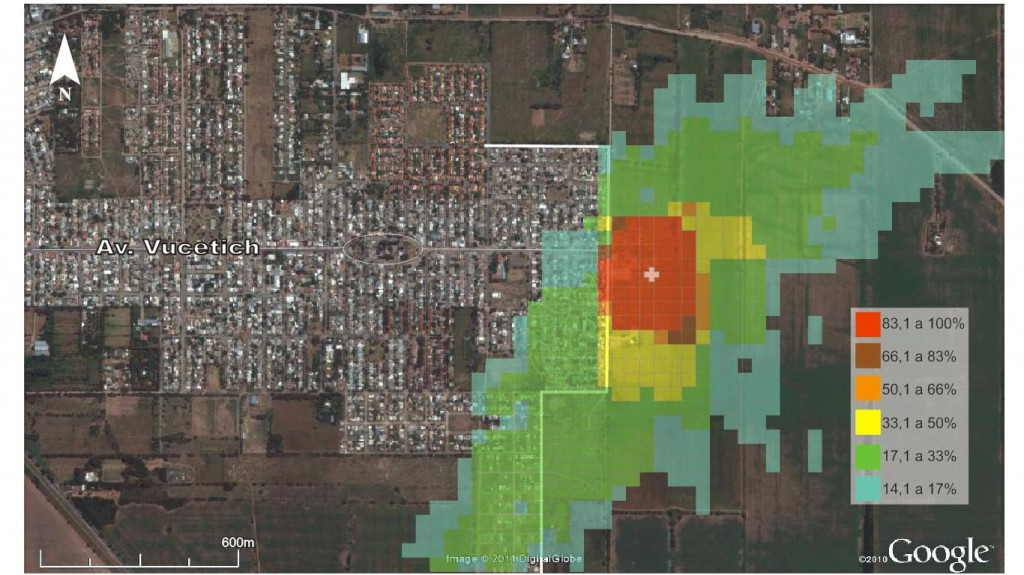 N
Av. Vucetich
83,1 a 100%
66,1 a 83%
50,1 a 66%
33,1 a 50%
17,1 a 33%
14,1 a 17%
600m
Image © 2011 DigitalGlobe
©2010 Google™